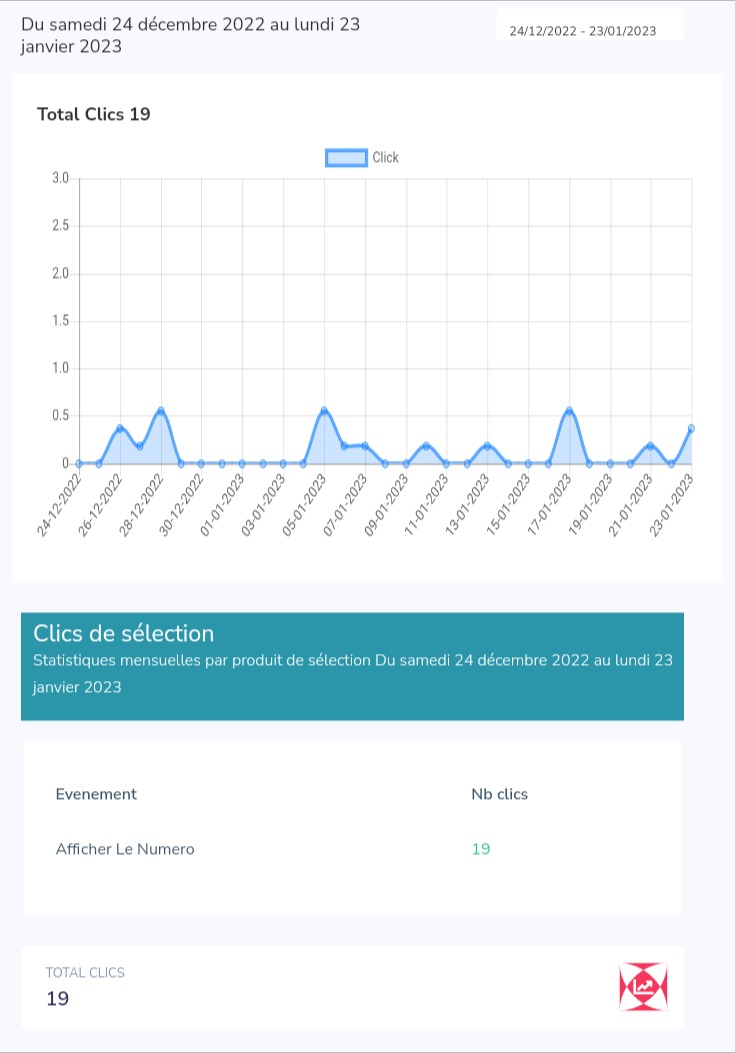 Du samedi 24 décembre 2022 au lundi 23
janvier 2023
24/12/2022 - 23/01/2023
Total Clics 19
Click
3.0
2.5
2.0
1.5
1.0
0.5
0
24-12-2022
26-12-2022
28-12-2022
30-12-2022
01-01-2023
03-01-2023
05-01-2023
07-01-2023
09-01-2023
11-01-2023
13-01-2023
15-01-2023
17-01-2023
19-01-2023
21-01-2023
23-01-2023
Clics de sélection
Statistiques mensuelles par produit de sélection Du samedi 24 décembre 2022 au lundi 23
janvier 2023
Evenement Nb clics
Afficher Le Numero 19
TOTAL CLICS
19